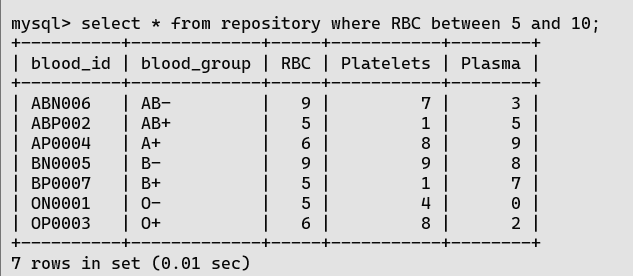 mysql> select * from repository where RBC between 5 and 10;
+----------+-------------+-----+-----------+--------+
| blood_id | blood_group | RBC | Platelets | Plasma |
+----------+-------------+-----+-----------+--------+
| ABN006   | AB-         |   9 |         7 |      3 |
| ABP002   | AB+         |   5 |         1 |      5 |
| AP0004   | A+          |   6 |         8 |      9 |
| BN0005   | B-          |   9 |         9 |      8 |
| BP0007   | B+          |   5 |         1 |      7 |
| ON0001   | O-          |   5 |         4 |      0 |
| OP0003   | O+          |   6 |         8 |      2 |
+----------+-------------+-----+-----------+--------+
7 rows in set (0.01 sec)